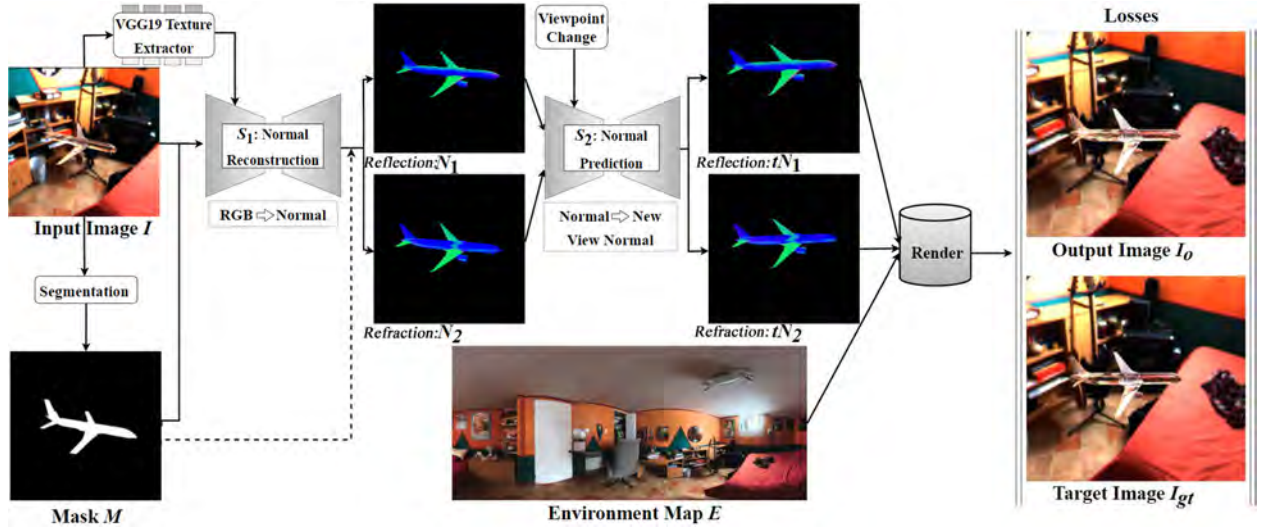 VGG19 Texture
Extractor
Input Image I
Segmentation
Mask M
S1: Normal
Reconstruction
RGB ⇨ Normal
Reflection:N1
Refraction:N2
Viewpoint
Change
S2: Normal
Prediction
Normal ⇨ New
View Normal
Reflection:tN1
Refraction:tN2
Environment Map E
Render
Losses
Output Image Io
Target Image Igt